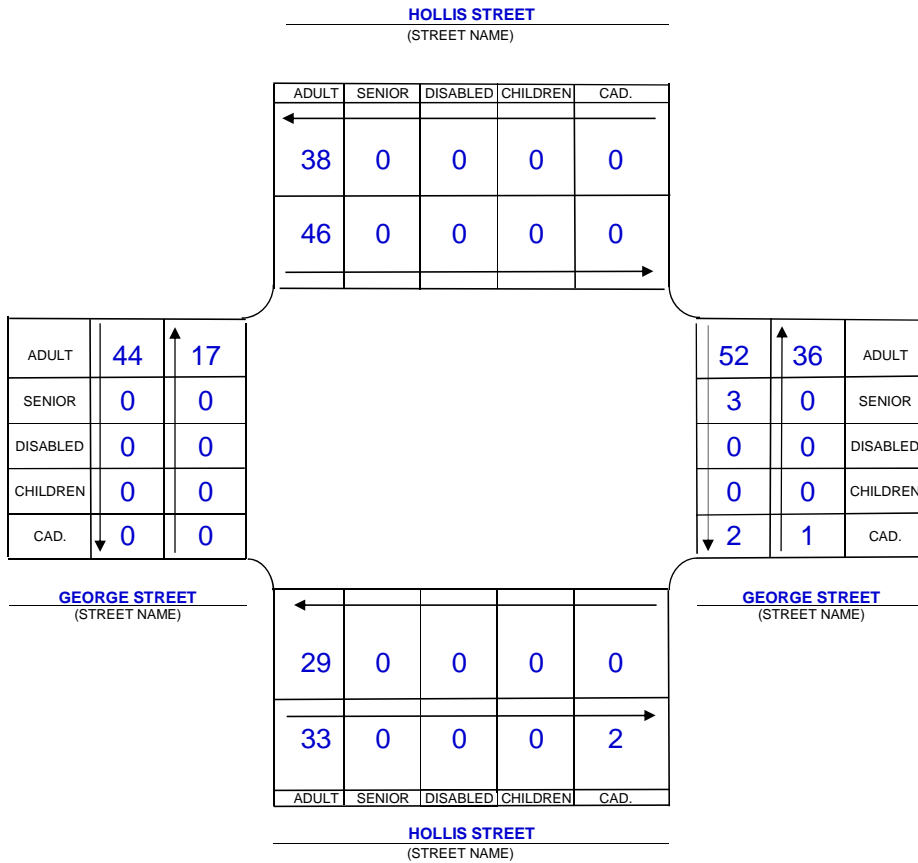 HOLLIS STREET
(STREET NAME)
ADULT SENIOR DISABLED CHILDREN CAD.
38 0 0 0 0
46 0 0 0 0
ADULT 44 17
SENIOR 0 0
DISABLED 0 0
CHILDREN 0 0
CAD. 0 0
GEORGE STREET
(STREET NAME)
52 36 ADULT
3 0 SENIOR
0 0 DISABLED
0 0 CHILDREN
2 1 CAD.
GEORGE STREET
(STREET NAME)
29 0 0 0 0
33 0 0 0 2
ADULT SENIOR DISABLED CHILDREN CAD.
HOLLIS STREET
(STREET NAME)